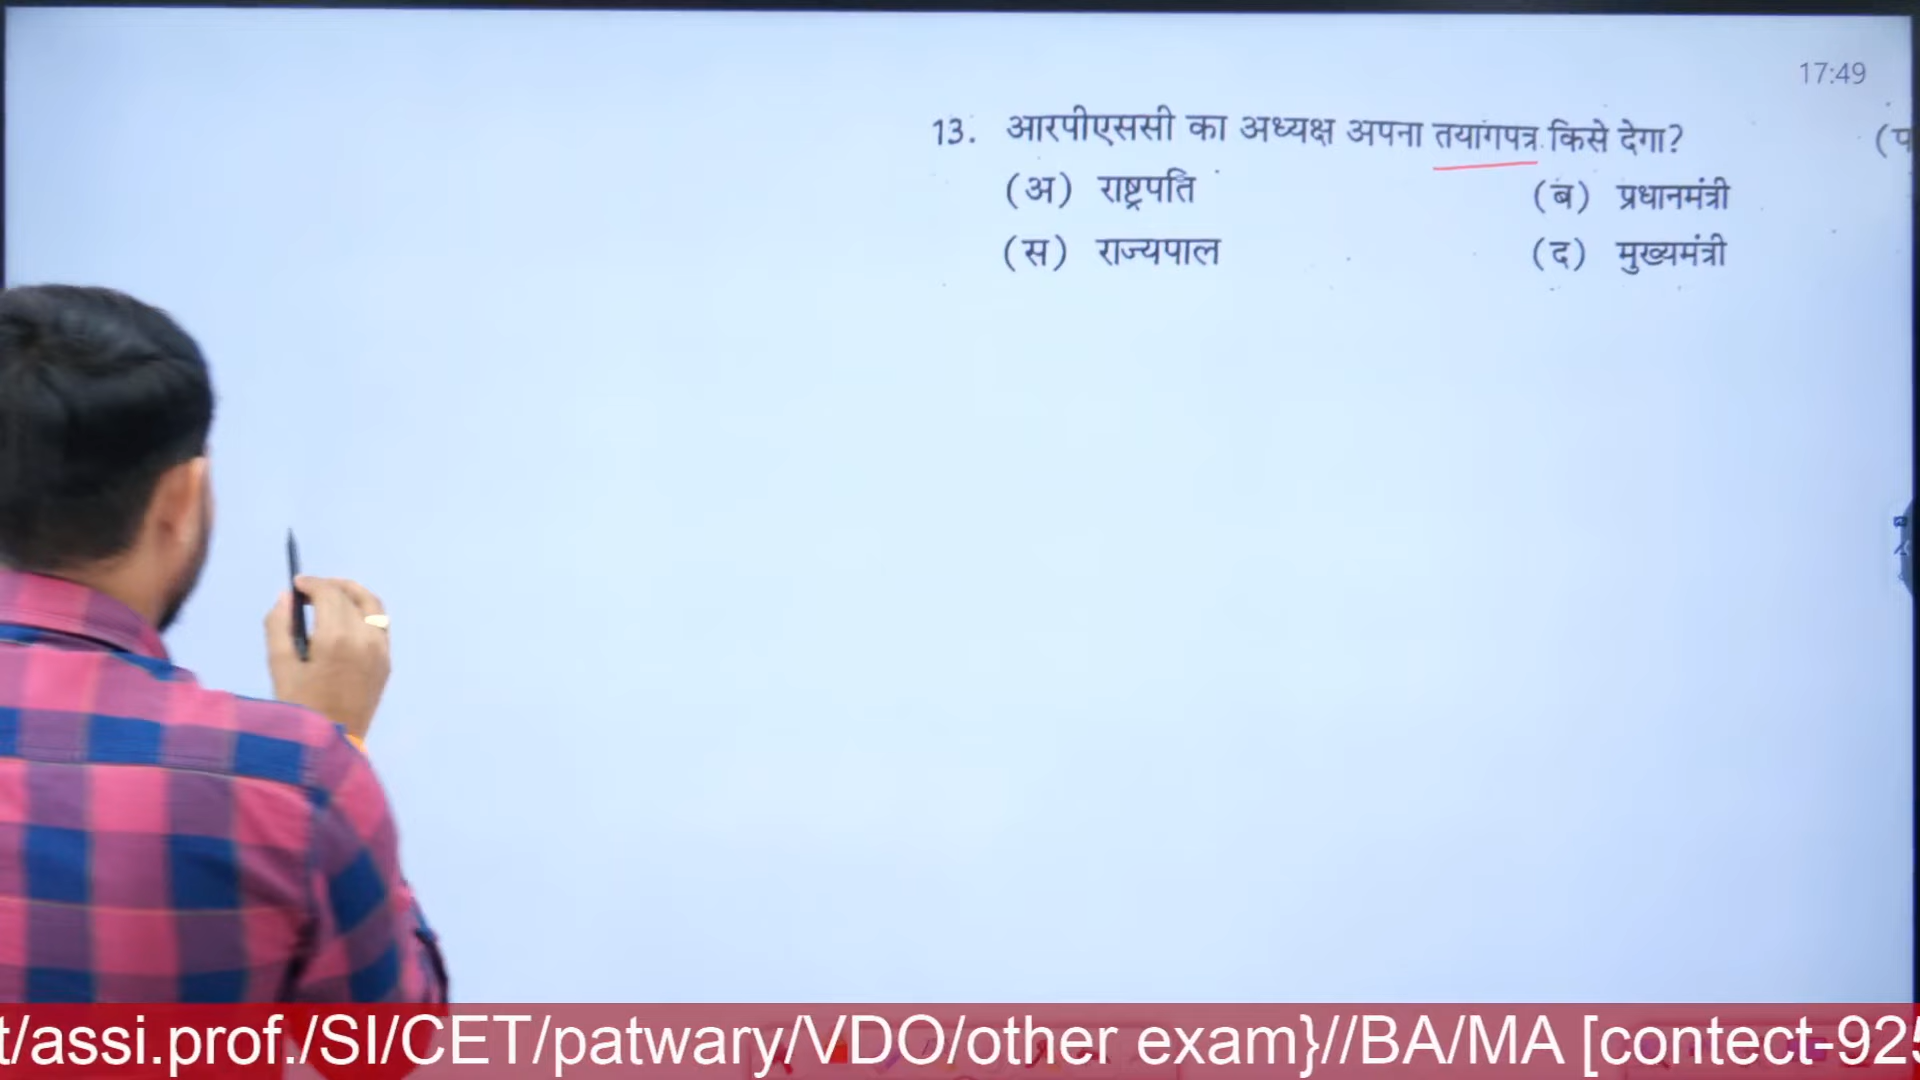 17:49
13. आरपीएससी का अध्यक्ष अपना तयागपत्र किसे देगा? (प
(अ) राष्ट्रपति (ब) प्रधानमंत्री
(स) राज्यपाल (द) मुख्यमंत्री
t/assi.prof./SI/CET/patwary/VDO/other exam}//BA/MA [contect-925